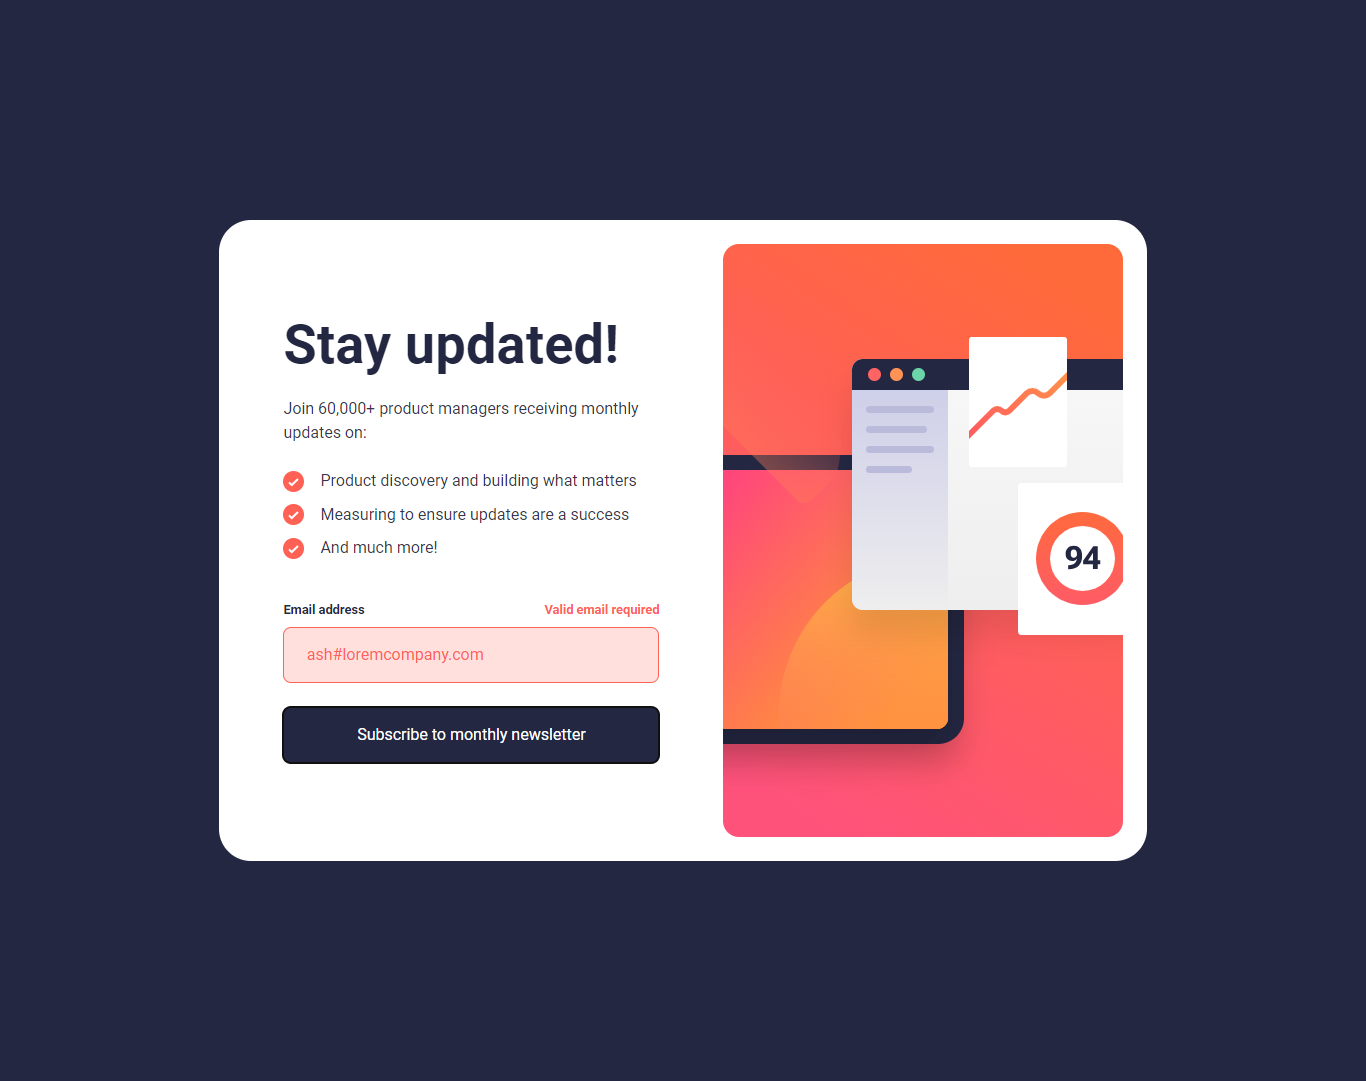 Stay updated!
Join 60,000+ product managers receiving monthly
updates on:
Product discovery and building what matters
Measuring to ensure updates are a success
And much more!
Email address
Valid email required
ash#loremcompany.com
Subscribe to monthly newsletter
94